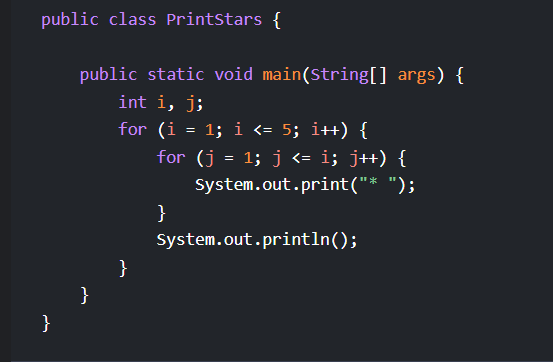 public class PrintStars {
    public static void main(String[] args) {
        int i, j;
        for (i = 1; i <= 5; i++) {
            for (j = 1; j <= i; j++) {
                System.out.print("* ");
            }
            System.out.println();
        }
    }
}